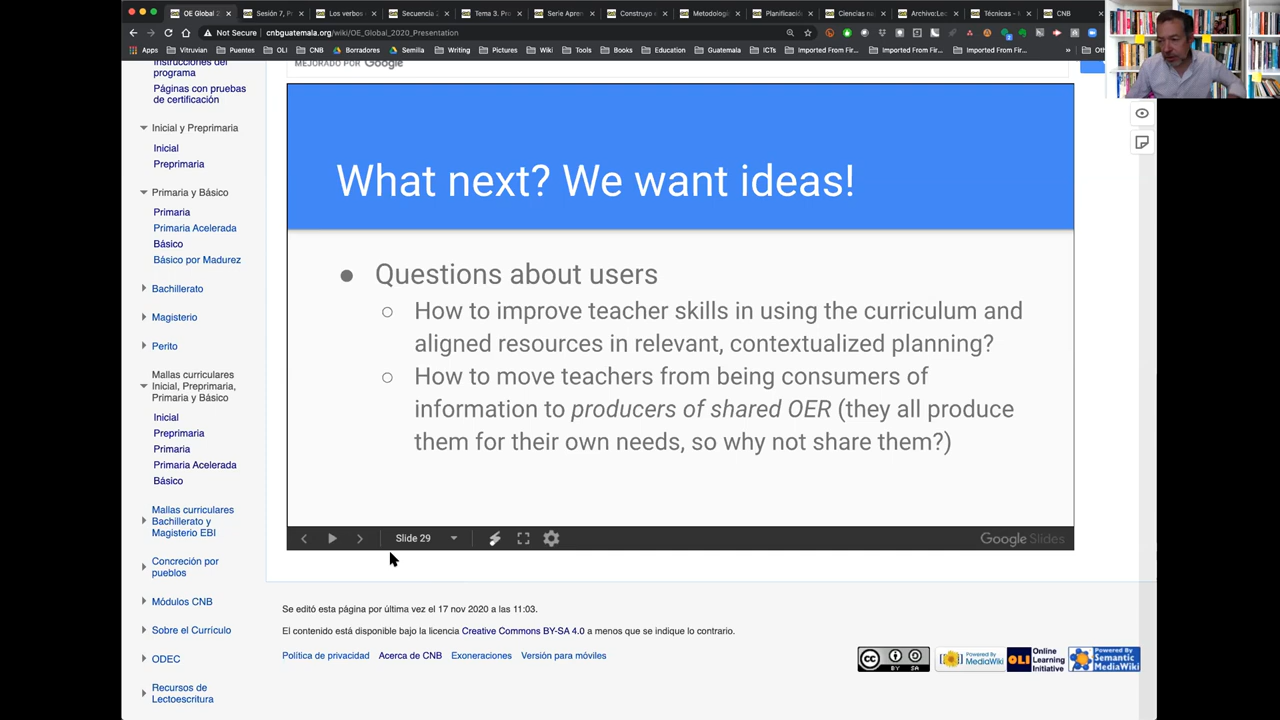 OE Global 2
Sesión 7, P
Los verbos
Secuencia
Tema 3. Pro
Serie Apren
Construyo
Metodologí
Planificació
Ciencias na
Archivo:Lec
Técnicas -
CNB
Not Secure | cnbguatemala.org/wiki/OE_Global_2020_Presentation
Apps Vitruvian Puentes OLI CNB Borradores Semilla Writing Pictures Wiki Tools Books Education Guatemala ICTs Imported From Fir... Imported From Fir... Imported From Fir... »
Instrucciones del
programa
Páginas con pruebas
de certificación
Inicial y Preprimaria
Inicial
Preprimaria
Primaria y Básico
Primaria
Primaria Acelerada
Básico
Básico por Madurez
Bachillerato
Magisterio
Perito
Mallas curriculares
Inicial, Preprimaria,
Primaria y Básico
Inicial
Preprimaria
Primaria
Primaria Acelerada
Básico
Mallas curriculares
Bachillerato y
Magisterio EBI
Concreción por
pueblos
Módulos CNB
Sobre el Currículo
ODEC
Recursos de
Lectoescritura
MEJORADO POR Google
What next? We want ideas!
● Questions about users
○ How to improve teacher skills in using the curriculum and
aligned resources in relevant, contextualized planning?
○ How to move teachers from being consumers of
information to producers of shared OER (they all produce
them for their own needs, so why not share them?)
Slide 29
Google Slides
Se editó esta página por última vez el 17 nov 2020 a las 11:03.
El contenido está disponible bajo la licencia Creative Commons BY-SA 4.0 a menos que se indique lo contrario.
Política de privacidad Acerca de CNB Exoneraciones Versión para móviles
cc BY SA
Powered By MediaWiki
OLI Online Learning Initiative
Powered By Semantic MediaWiki